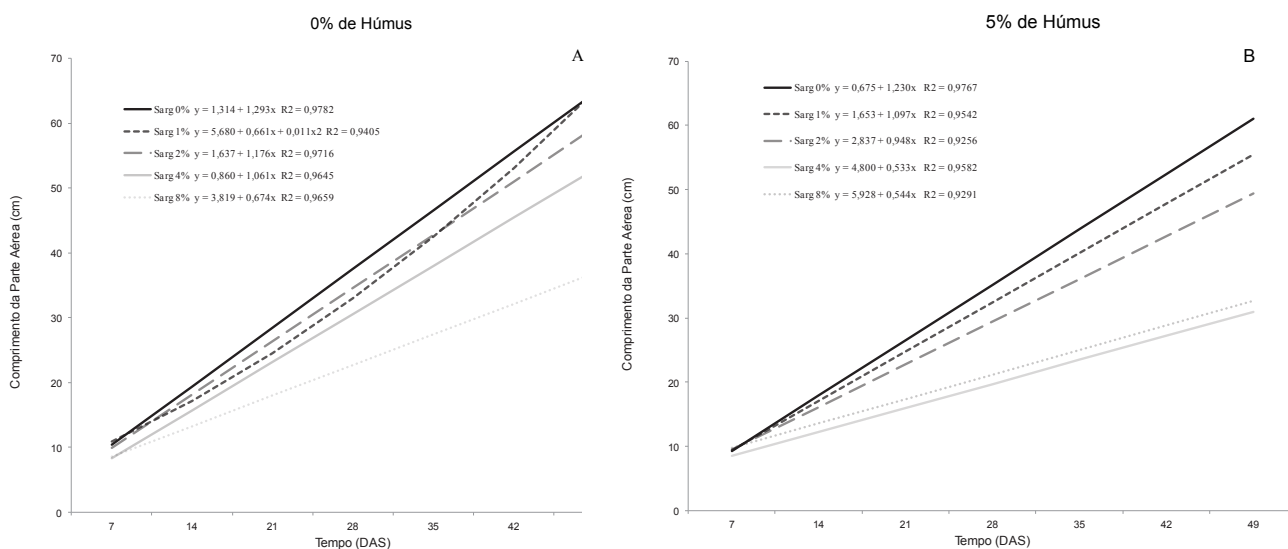 0% de Húmus
A
70
60
50
40
30
20
10
0
Comprimento da Parte Aérea (cm)
Sarg 0% y = 1,314 + 1,293x R2 = 0,9782
Sarg 1% y = 5,680 + 0,661x + 0,011x2 R2 = 0,9405
Sarg 2% y = 1,637 + 1,176x R2 = 0,9716
Sarg 4% y = 0,860 + 1,061x R2 = 0,9645
Sarg 8% y = 3,819 + 0,674x R2 = 0,9659
7 14 21 28 35 42
Tempo (DAS)
5% de Húmus
B
70
60
50
40
30
20
10
0
Comprimento da Parte Aérea (cm)
Sarg 0% y = 0,675 + 1,230x R2 = 0,9767
Sarg 1% y = 1,653 + 1,097x R2 = 0,9542
Sarg 2% y = 2,837 + 0,948x R2 = 0,9256
Sarg 4% y = 4,800 + 0,533x R2 = 0,9582
Sarg 8% y = 5,928 + 0,544x R2 = 0,9291
7 14 21 28 35 42 49
Tempo (DAS)